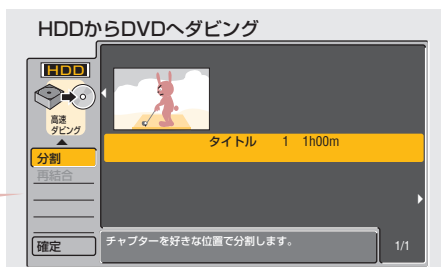 HDDからDVDへダビング
HDD
高速
ダビング
タイトル 1 1h00m
分割
再結合
確定
チャプターを好きな位置で分割します。
1/1